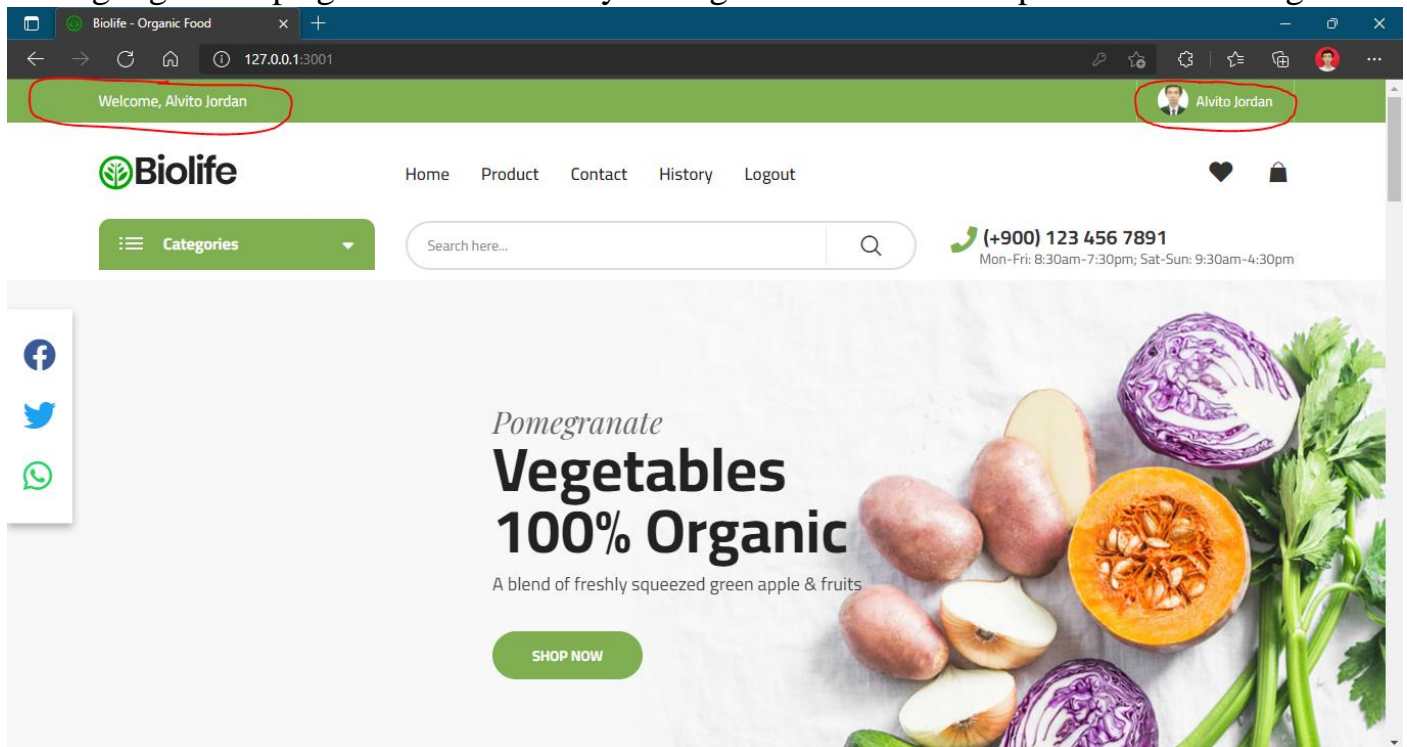 Biolife - Organic Food
127.0.0.1:3001
Welcome, Alvito Jordan
Alvito Jordan
Biolife
Home Product Contact History Logout
Categories
Search here...
(+900) 123 456 7891
Mon-Fri: 8:30am-7:30pm; Sat-Sun: 9:30am-4:30pm
Pomegranate
Vegetables
100% Organic
A blend of freshly squeezed green apple & fruits
SHOP NOW